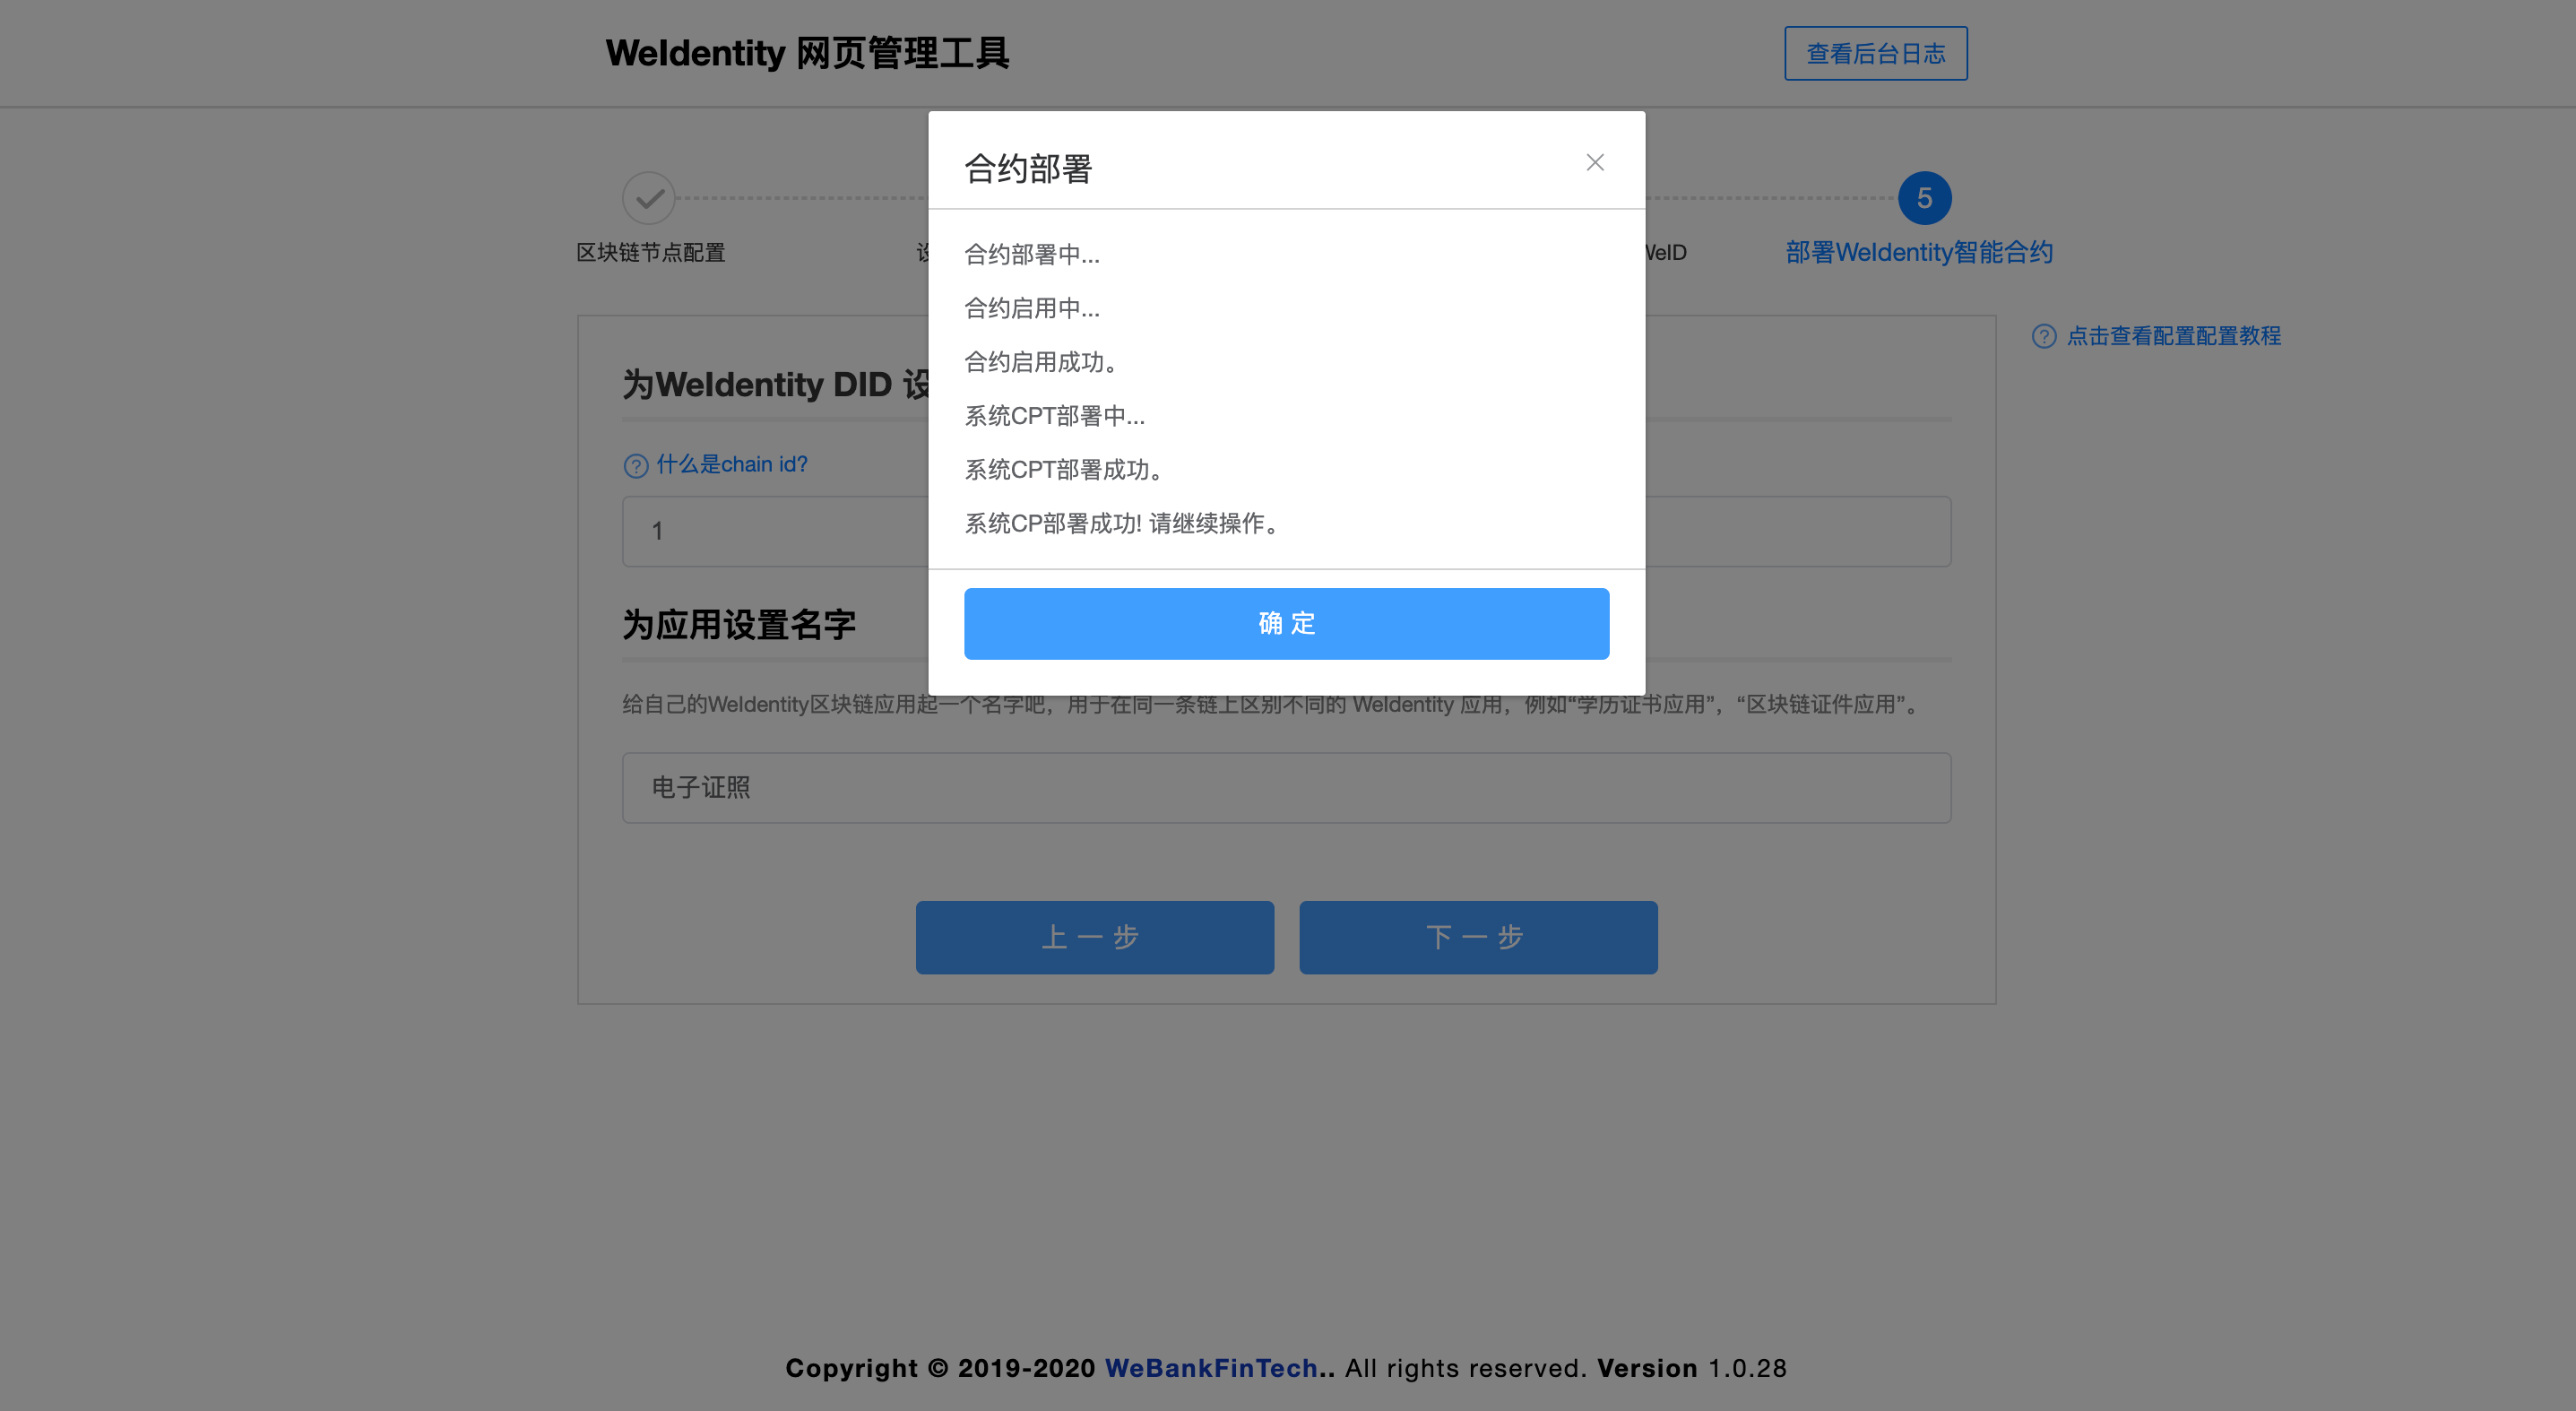 WeIdentity 网页管理工具
查看后台日志
合约部署
5
区块链节点配置
WeID
部署WeIdentity智能合约
合约部署中...
合约启用中...
合约启用成功。
系统CPT部署中...
系统CPT部署成功。
系统CP部署成功! 请继续操作。
确 定
点击查看配置配置教程
为WeIdentity DID 设
什么是chain id?
1
为应用设置名字
给自己的WeIdentity区块链应用起一个名字吧，用于在同一条链上区别不同的 WeIdentity 应用，例如“学历证书应用”，“区块链证件应用”。
电子证照
上 一 步
下 一 步
Copyright © 2019-2020 WeBankFinTech.. All rights reserved. Version 1.0.28